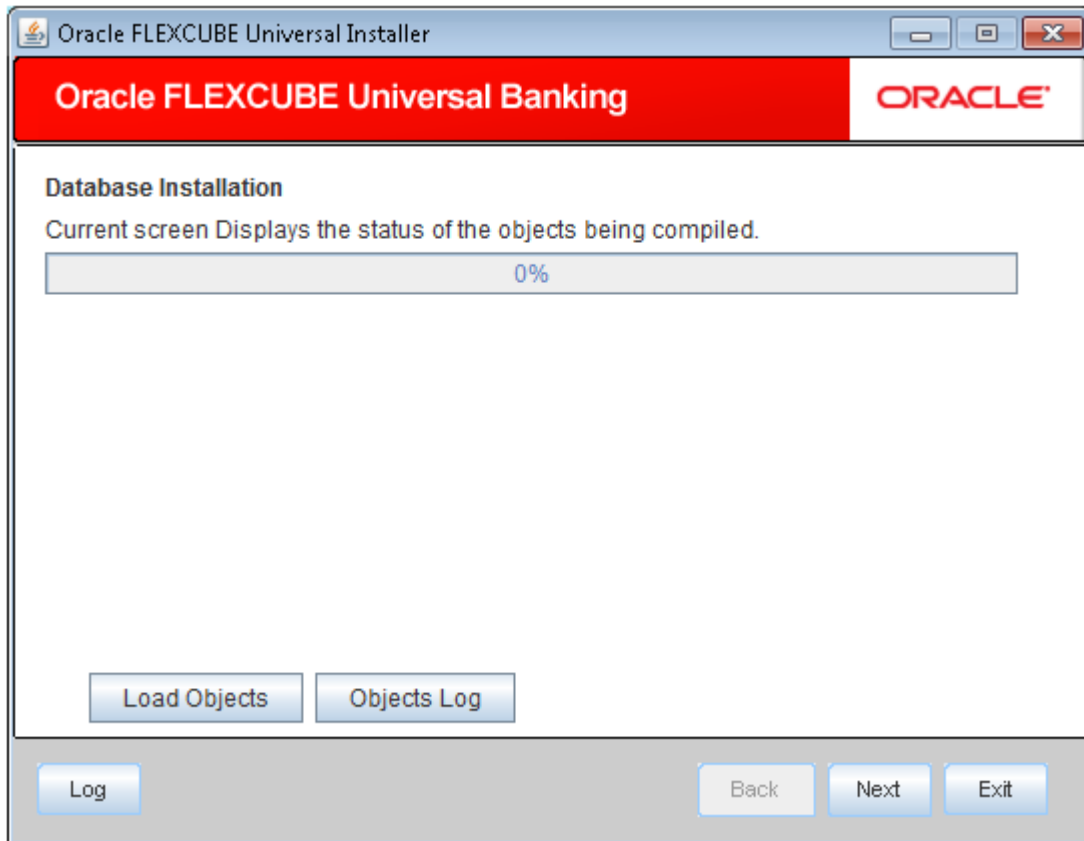 Oracle FLEXCUBE Universal Installer
Oracle FLEXCUBE Universal Banking
ORACLE®
Database Installation
Current screen Displays the status of the objects being compiled.
0%
Load Objects Objects Log
Log Back Next Exit